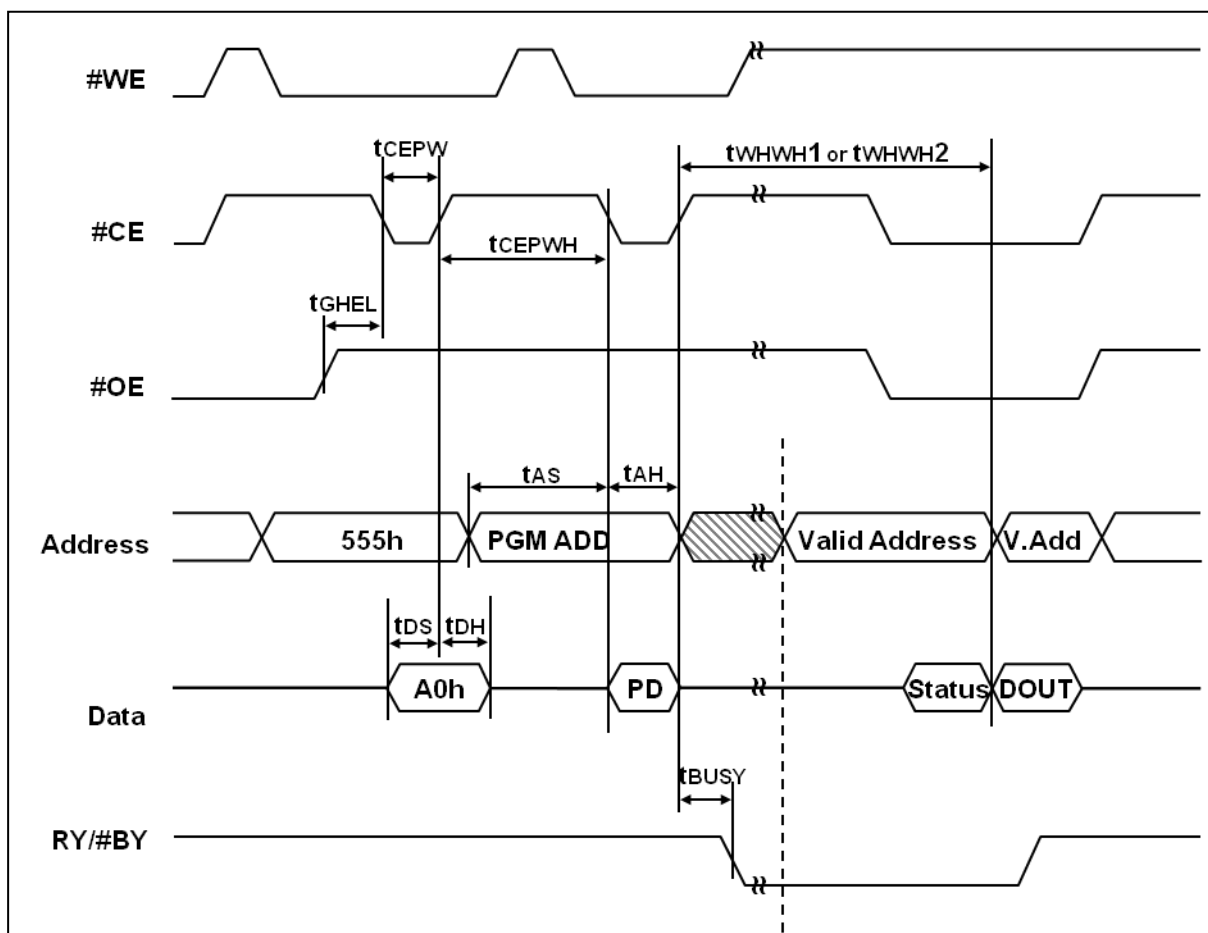 #WE
tCEPW
tWHWH1 or tWHWH2
#CE
tCEPWH
tGHEL
#OE
tAS
tAH
Address
555h
PGM ADD
Valid Address
V.Add
tDS
tDH
Data
A0h
PD
Status
DOUT
tBUSY
RY/#BY